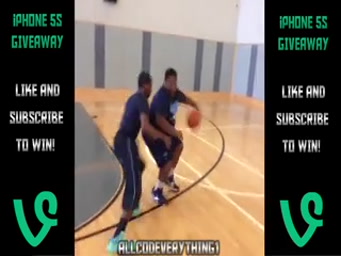 iPHONE 5S
GIVEAWAY
LIKE AND
SUBSCRIBE
TO WIN!
iPHONE 5S
GIVEAWAY
LIKE AND
SUBSCRIBE
TO WIN!
ALLCODEVERYTHING1